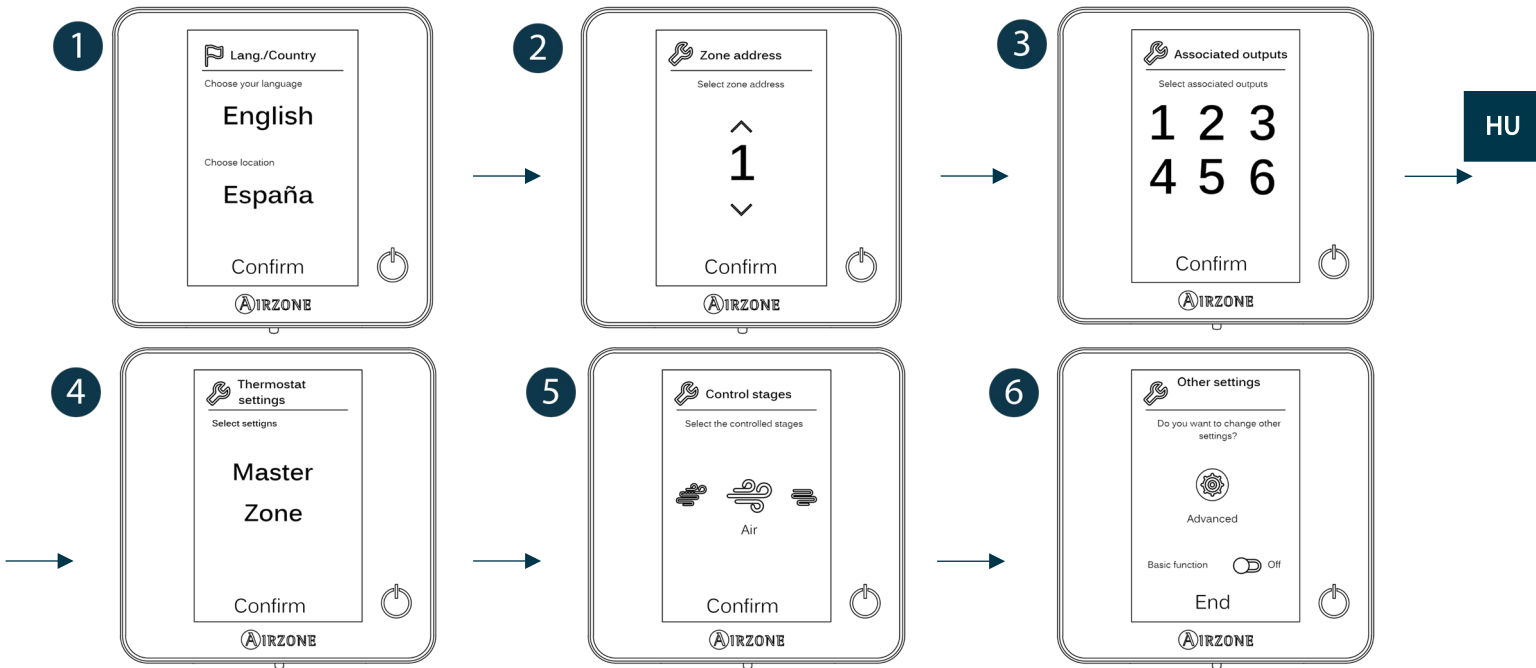 1
Lang./Country
Choose your language
English
Choose location
España
Confirm
AIRZONE
2
Zone address
Select zone address
1
Confirm
AIRZONE
3
Associated outputs
Select associated outputs
1 2 3
4 5 6
Confirm
AIRZONE
HU
4
Thermostat
settings
Select settigns
Master
Zone
Confirm
AIRZONE
5
Control stages
Select the controlled stages
Air
Confirm
AIRZONE
6
Other settings
Do you want to change other
settings?
Advanced
Basic function Off
End
AIRZONE